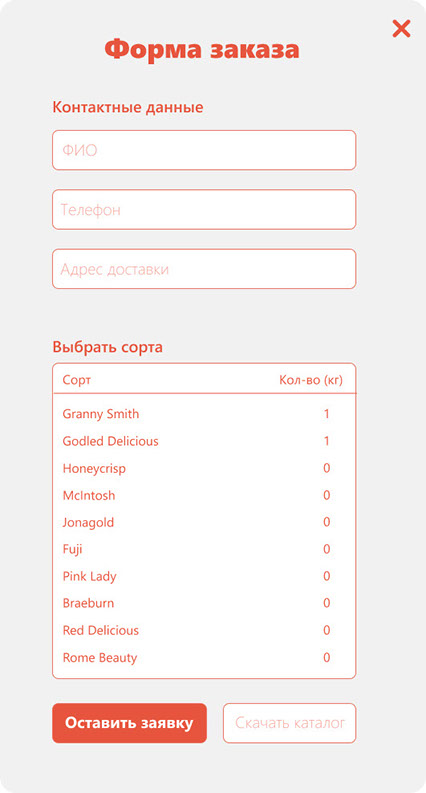 Форма заказа
Контактные данные
ФИО
Телефон
Адрес доставки
Выбрать сорта
Сорт Кол-во (кг)
Granny Smith 1
Godled Delicious 1
Honeycrisp 0
McIntosh 0
Jonagold 0
Fuji 0
Pink Lady 0
Braeburn 0
Red Delicious 0
Rome Beauty 0
Оставить заявку Скачать каталог